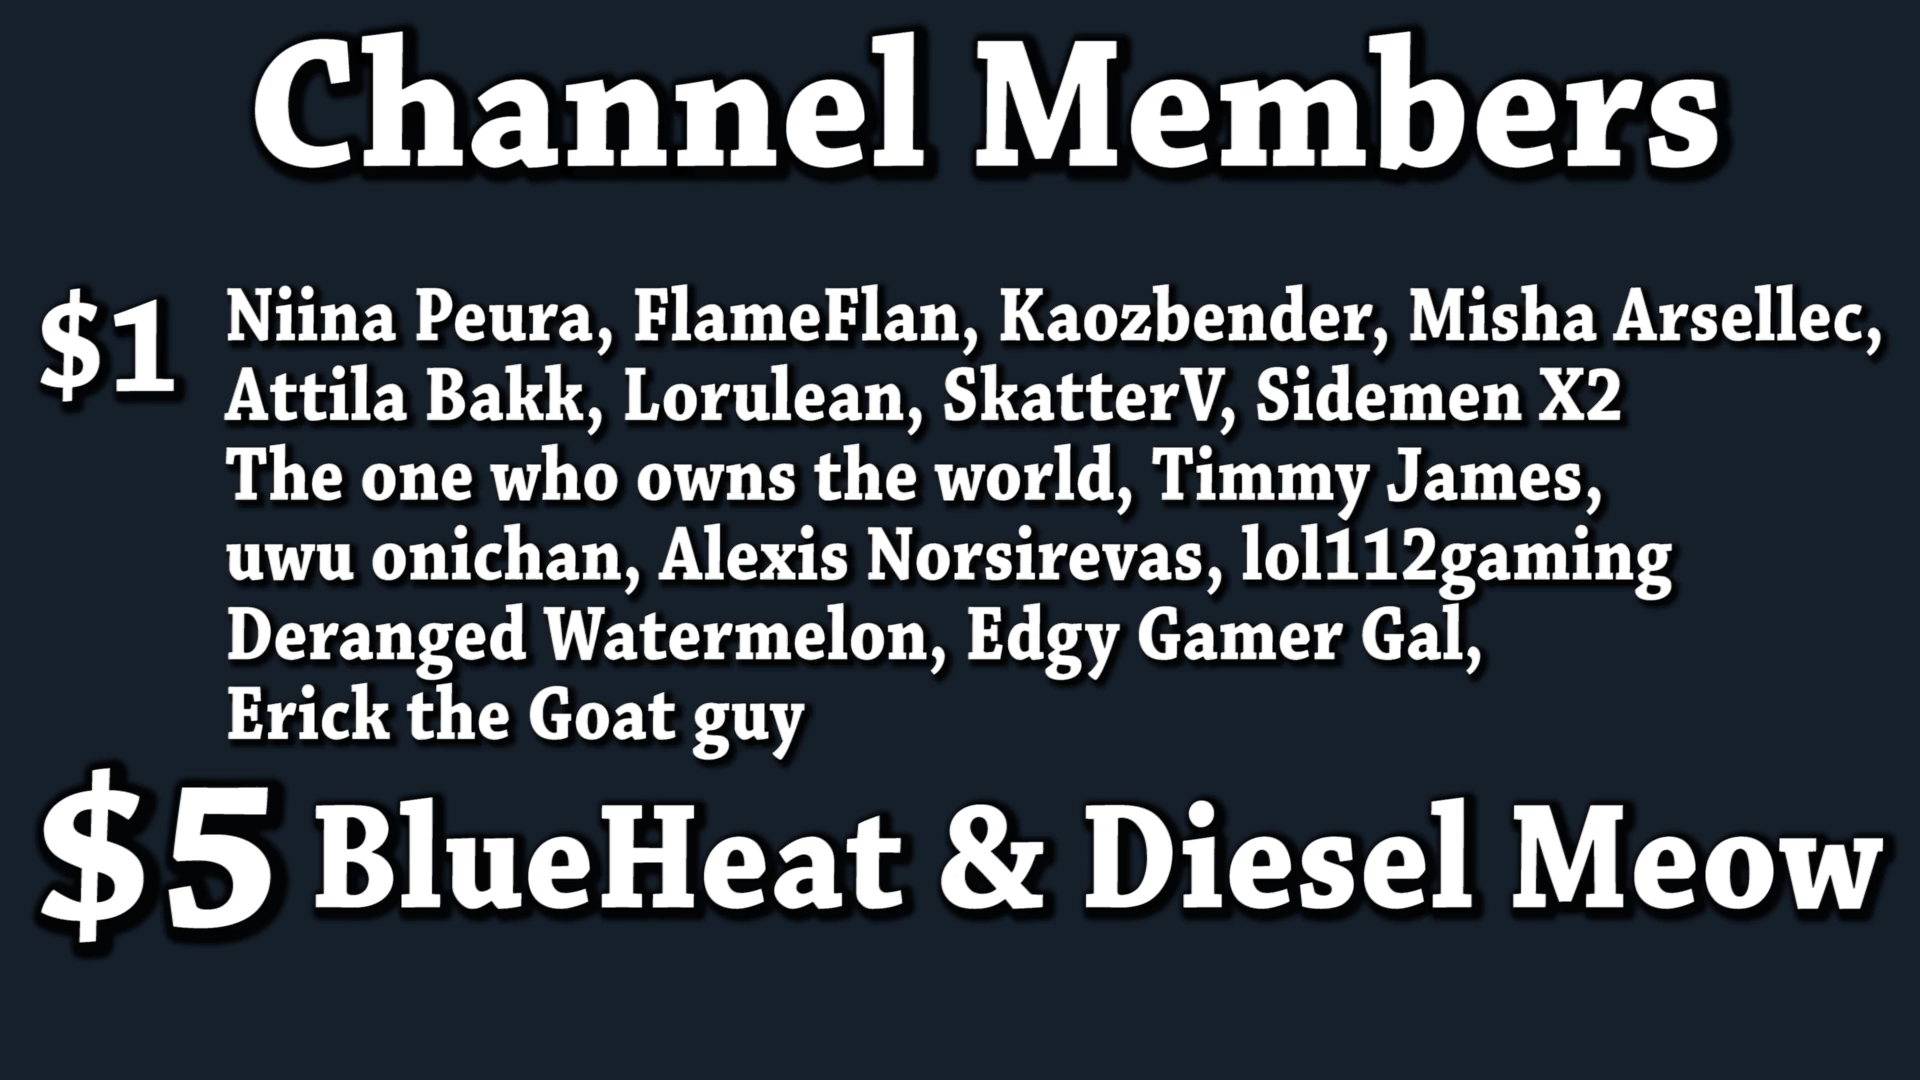 Channel Members
$1 Niina Peura, FlameFlan, Kaozbender, Misha Arsellec,
Attila Bakk, Lorulean, SkatterV, Sidemen X2
The one who owns the world, Timmy James,
uwu onichan, Alexis Norsirevas, lol112gaming
Deranged Watermelon, Edgy Gamer Gal,
Erick the Goat guy
$5 BlueHeat & Diesel Meow